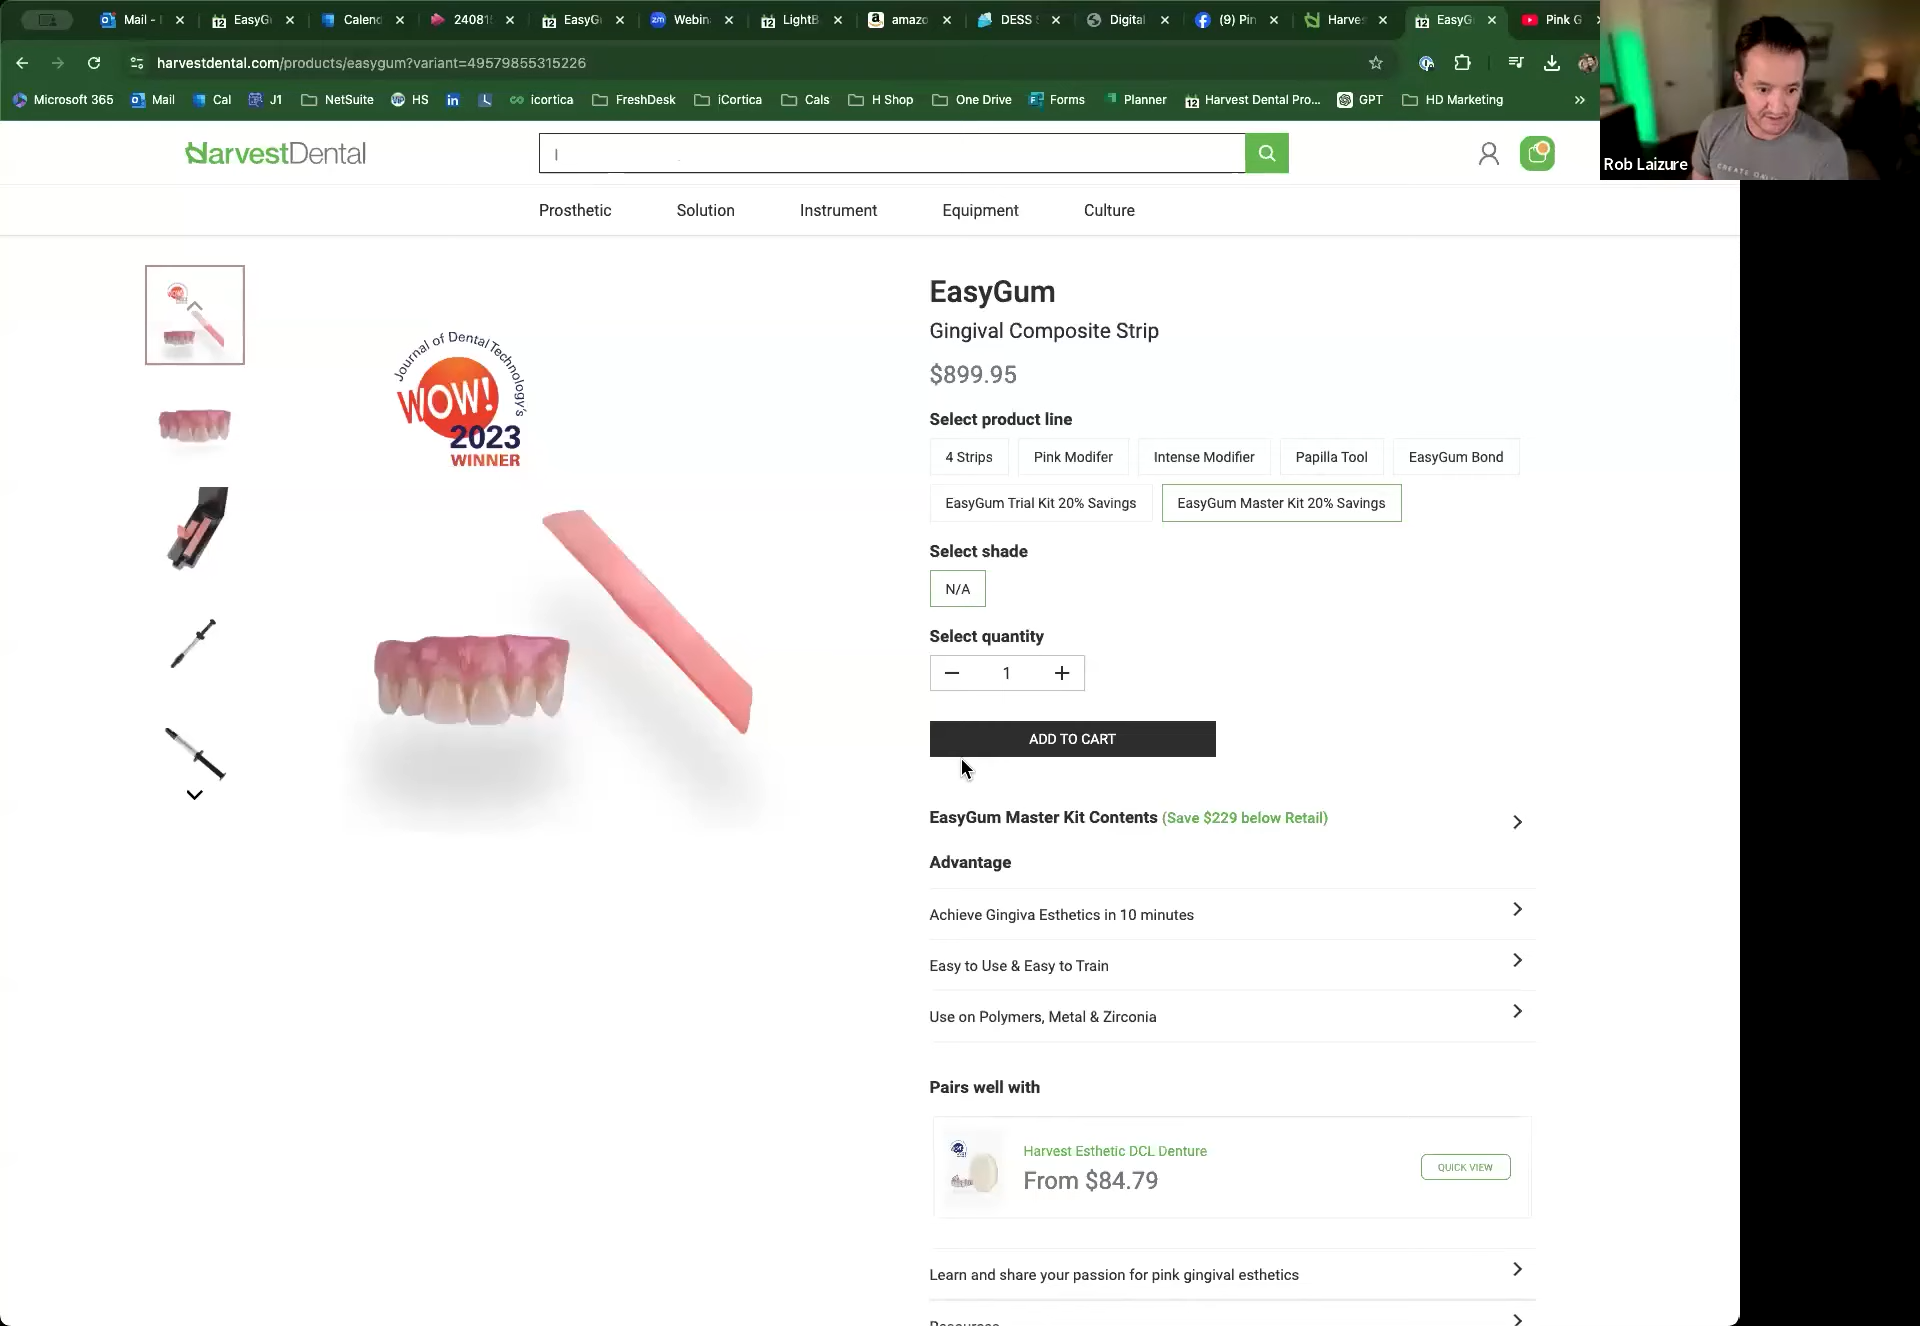 Mail -
EasyG
Calend
24081
EasyG
zm Webin
LightB
amazo
DESS
Digital
(9) Pin
Harves
EasyG
Pink G
harvestdental.com/products/easygum?variant=49579855315226
Microsoft 365
Mail
Cal
J1
NetSuite
HS
icortica
FreshDesk
iCortica
Cals
H Shop
One Drive
Forms
Planner
12 Harvest Dental Pro...
GPT
HD Marketing
Rob Laizure
HarvestDental
Prosthetic
Solution
Instrument
Equipment
Culture
Journal of Dental Technology's
WOW!
2023
WINNER
EasyGum
Gingival Composite Strip
$899.95
Select product line
4 Strips
Pink Modifer
Intense Modifier
Papilla Tool
EasyGum Bond
EasyGum Trial Kit 20% Savings
EasyGum Master Kit 20% Savings
Select shade
N/A
Select quantity
1
ADD TO CART
EasyGum Master Kit Contents (Save $229 below Retail)
Advantage
Achieve Gingiva Esthetics in 10 minutes
Easy to Use & Easy to Train
Use on Polymers, Metal & Zirconia
Pairs well with
Harvest Esthetic DCL Denture
From $84.79
QUICK VIEW
Learn and share your passion for pink gingival esthetics
Resources